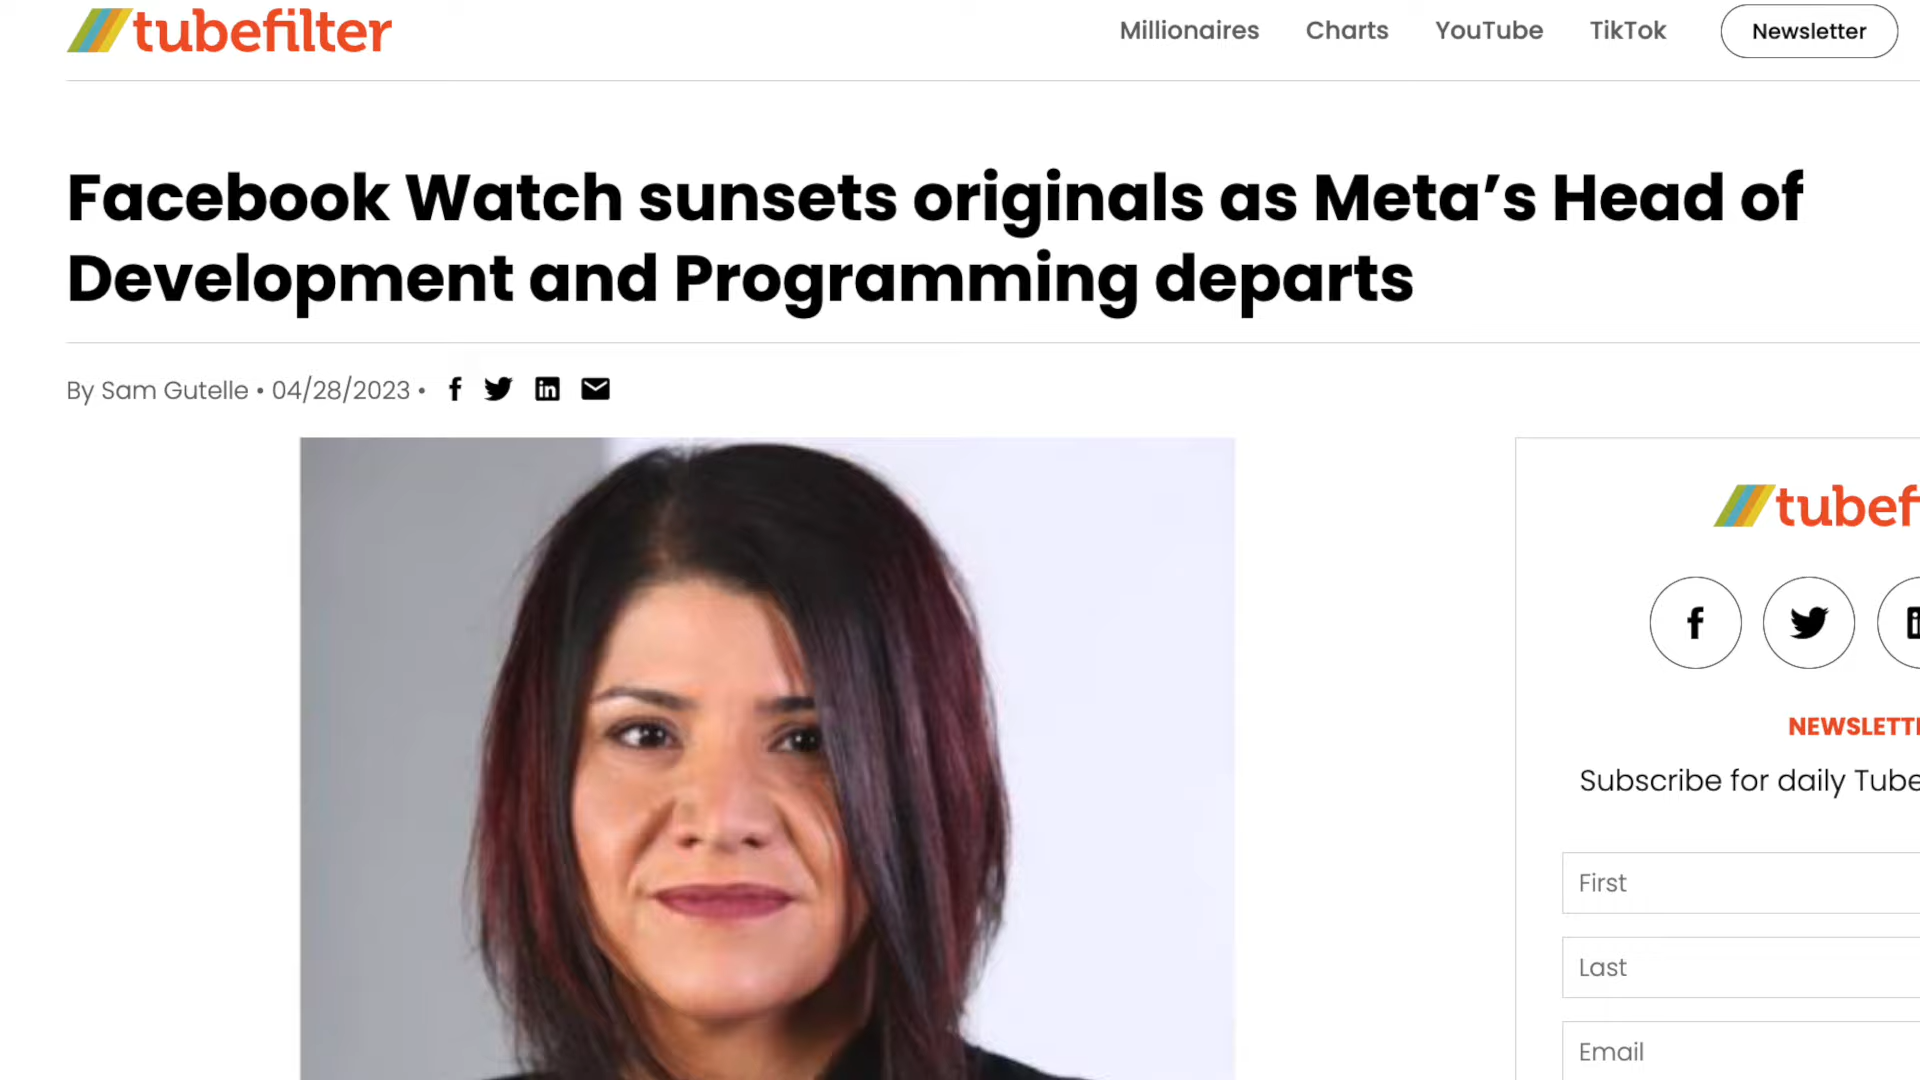 tubefilter
Millionaires Charts YouTube TikTok Newsletter
Facebook Watch sunsets originals as Meta’s Head of
Development and Programming departs
By Sam Gutelle • 04/28/2023 •
tubef
NEWSLETT
Subscribe for daily Tube
First
Last
Email